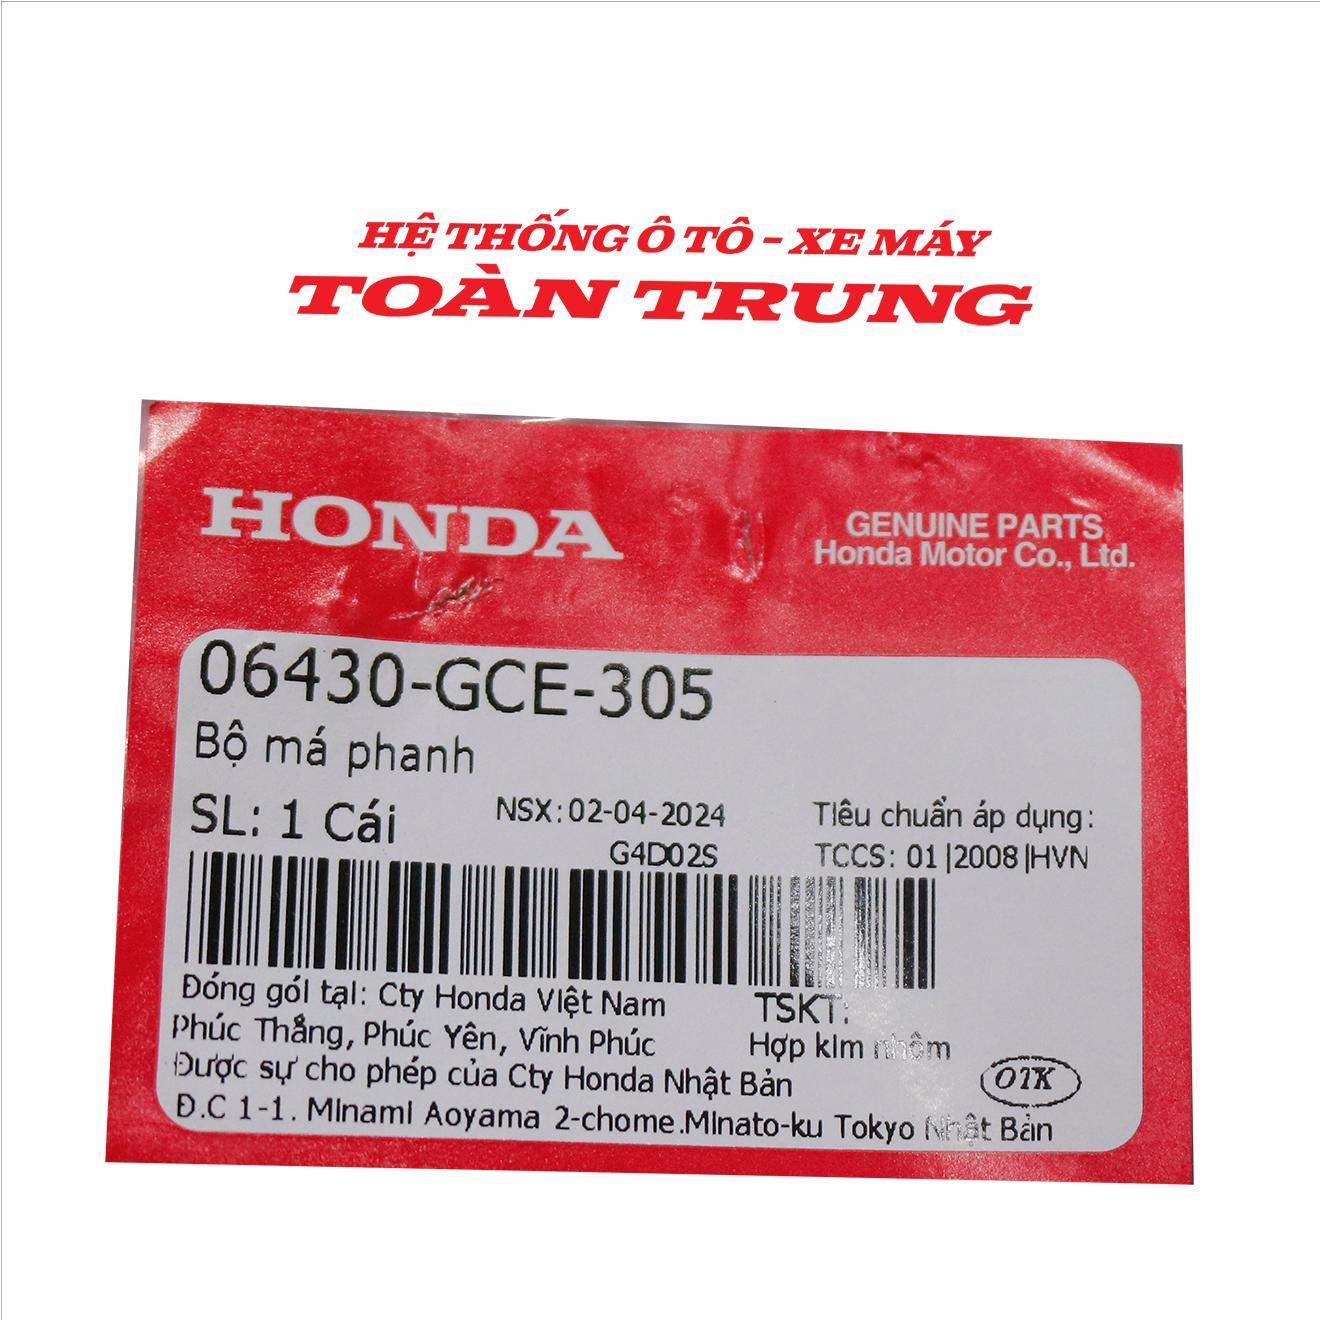 HỆ THỐNG Ô TÔ - XE MÁY
TOÀN TRUNG
HONDA
GENUINE PARTS
Honda Motor Co., Ltd.
06430-GCE-305
Bộ má phanh
SL: 1 Cái
NSX: 02-04-2024
G4D02S
Tiêu chuẩn áp dụng:
TCCS: 01|2008|HVN
Đóng gói tại: Cty Honda Việt Nam
Phúc Thắng, Phúc Yên, Vĩnh Phúc
Được sự cho phép của Cty Honda Nhật Bản
Đ.C 1-1. Minami Aoyama 2-chome.Minato-ku Tokyo Nhật Bản
TSKT:
Hợp kim nhôm
OTK